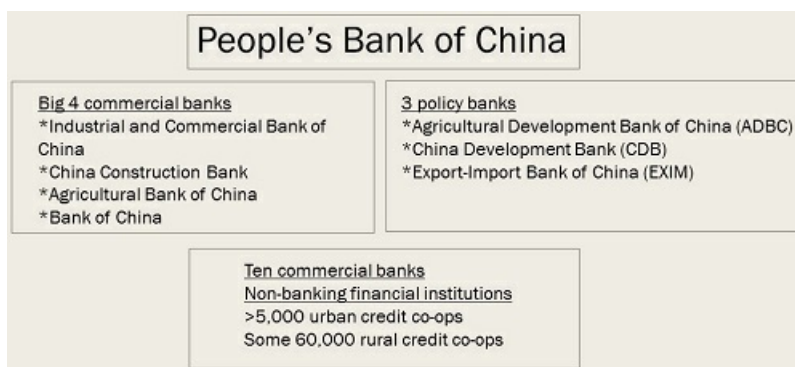 People's Bank of China
Big 4 commercial banks
*Industrial and Commercial Bank of
China
*China Construction Bank
*Agricultural Bank of China
*Bank of China
3 policy banks
*Agricultural Development Bank of China (ADBC)
*China Development Bank (CDB)
*Export-Import Bank of China (EXIM)
Ten commercial banks
Non-banking financial institutions
>5,000 urban credit co-ops
Some 60,000 rural credit co-ops